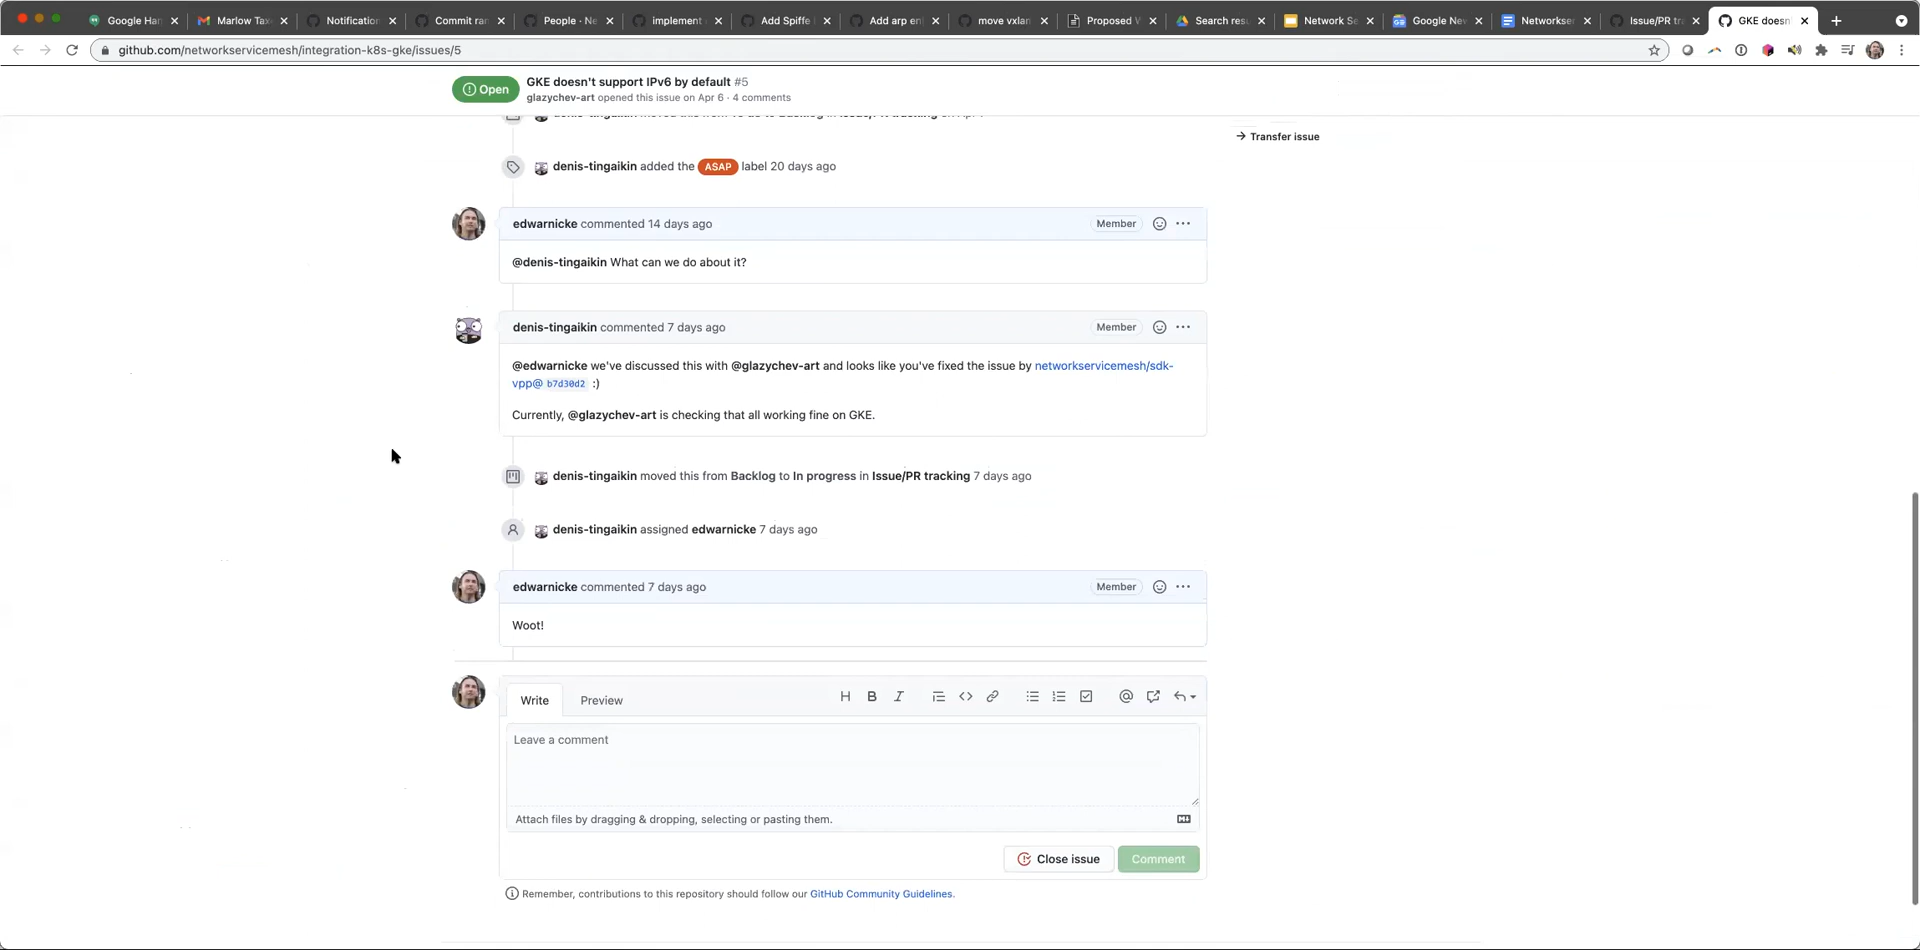 Google Han
Marlow Tax
Notification
Commit ran
People · Ne
implement
Add Spiffe
Add arp en
move vxlan
Proposed V
Search resu
Network Se
Google New
Networkser
Issue/PR tr
GKE doesn
github.com/networkservicemesh/integration-k8s-gke/issues/5
Open
GKE doesn't support IPv6 by default #5
glazychev-art opened this issue on Apr 6 · 4 comments
Transfer issue
denis-tingaikin added the ASAP label 20 days ago
edwarnicke commented 14 days ago
Member
@denis-tingaikin What can we do about it?
denis-tingaikin commented 7 days ago
Member
@edwarnicke we've discussed this with @glazychev-art and looks like you've fixed the issue by networkservicemesh/sdk-
vpp@ b7d30d2 :)
Currently, @glazychev-art is checking that all working fine on GKE.
denis-tingaikin moved this from Backlog to In progress in Issue/PR tracking 7 days ago
denis-tingaikin assigned edwarnicke 7 days ago
edwarnicke commented 7 days ago
Member
Woot!
Write
Preview
Leave a comment
Attach files by dragging & dropping, selecting or pasting them.
Close issue
Comment
Remember, contributions to this repository should follow our GitHub Community Guidelines.